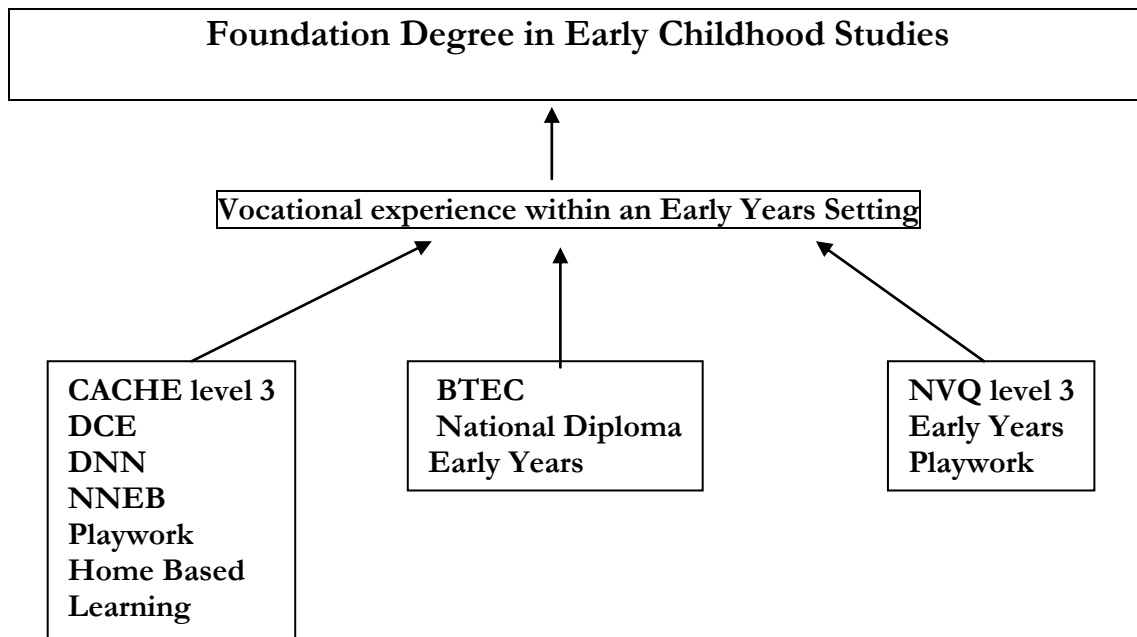 Foundation Degree in Early Childhood Studies
Vocational experience within an Early Years Setting
CACHE level 3
DCE
DNN
NNEB
Playwork
Home Based
Learning
BTEC
National Diploma
Early Years
NVQ level 3
Early Years
Playwork